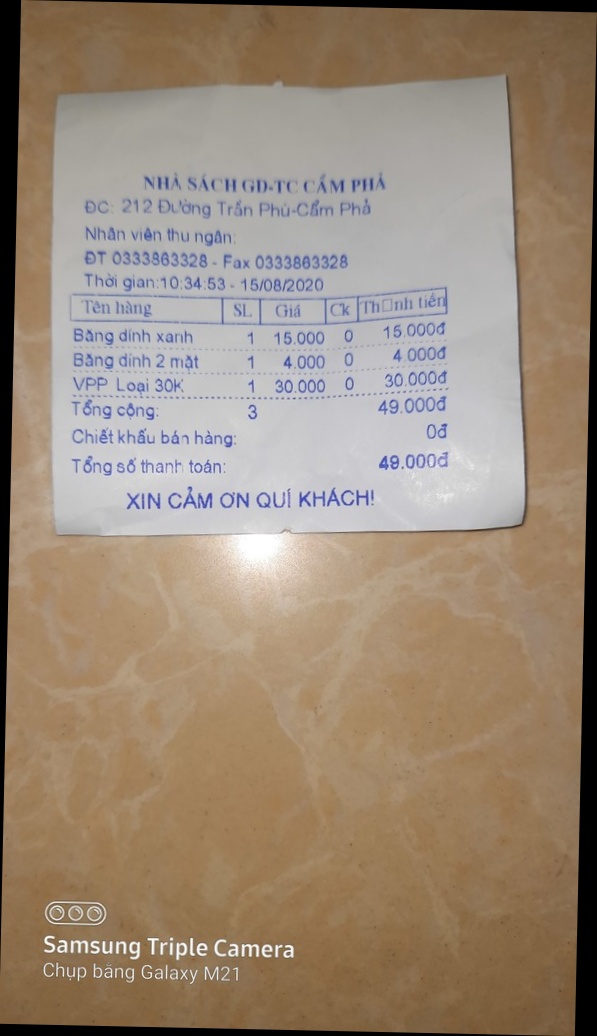 NHÀ SÁCH GD-TC CẨM PHẢ
ĐC: 212 Đường Trần Phú-Cẩm Phả
Nhân viên thu ngân:
ĐT 0333863328 - Fax 0333863328
Thời gian:10:34:53 - 15/08/2020
Tên hàng SL Giá Ck Th□nh tiền
Băng dính xanh 1 15.000 0 15.000đ
Băng dính 2 mặt 1 4.000 0 4.000đ
VPP Loại 30K 1 30.000 0 30.000đ
Tổng cộng: 3 49.000đ
Chiết khấu bán hàng: 0đ
Tổng số thanh toán: 49.000đ
XIN CẢM ƠN QUÍ KHÁCH!
Samsung Triple Camera
Chụp bằng Galaxy M21